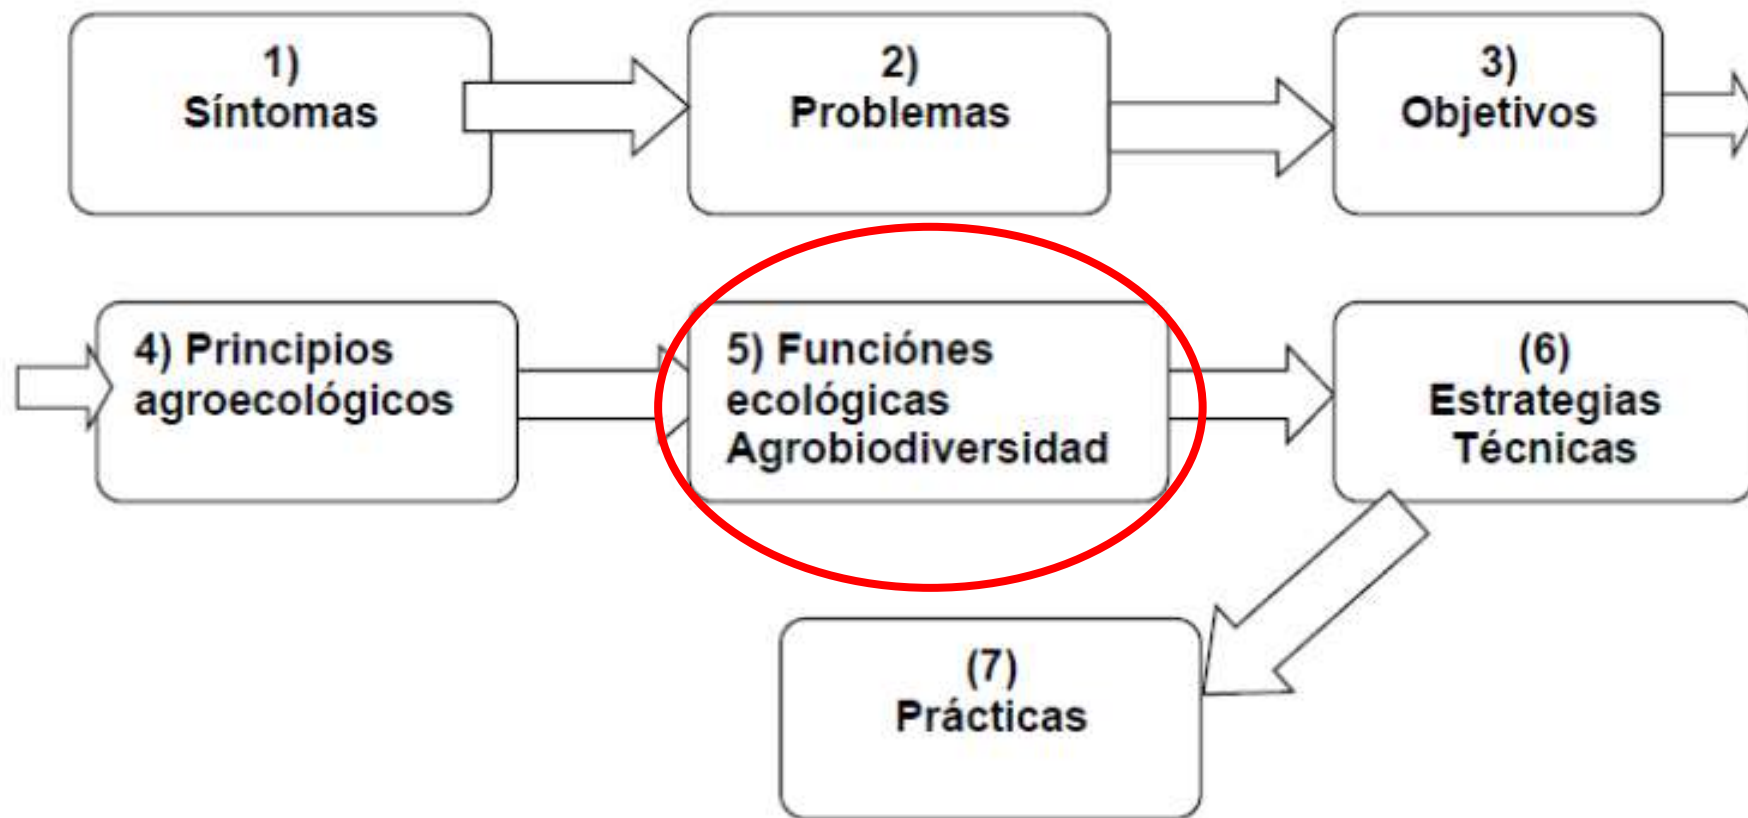 1)
Síntomas
2)
Problemas
3)
Objetivos
4) Principios
agroecológicos
5) Funciónes
ecológicas
Agrobiodiversidad
(6)
Estrategias
Técnicas
(7)
Prácticas